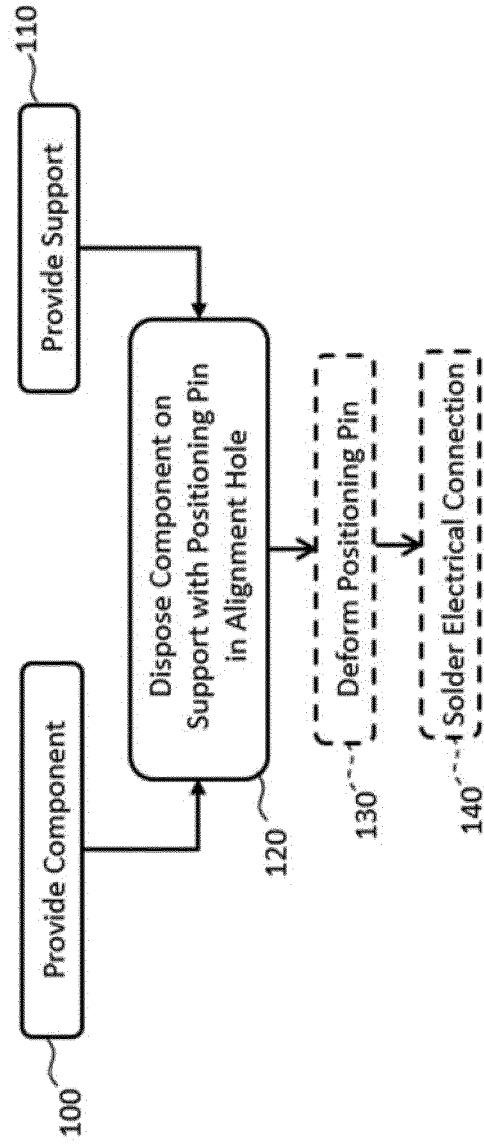 100
Provide Component
Provide Support
110
Dispose Component on
Support with Positioning Pin
in Alignment Hole
120
Deform Positioning Pin
130
Solder Electrical Connection
140